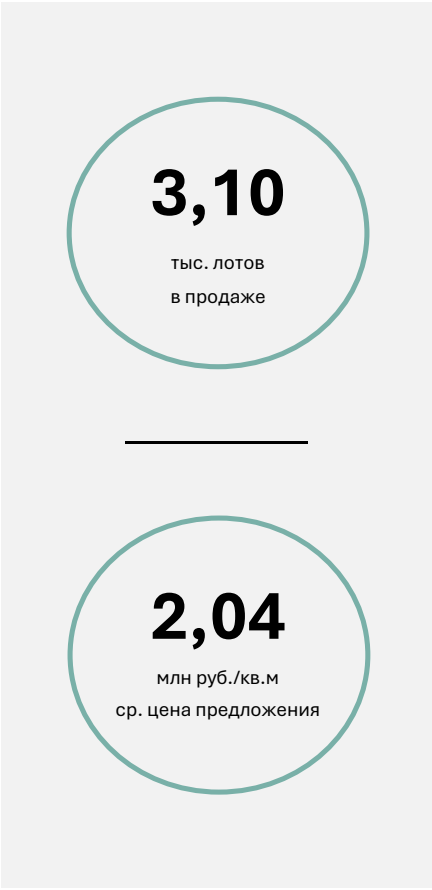 3,10
тыс. лотов
в продаже
2,04
млн руб./кв.м
ср. цена предложения